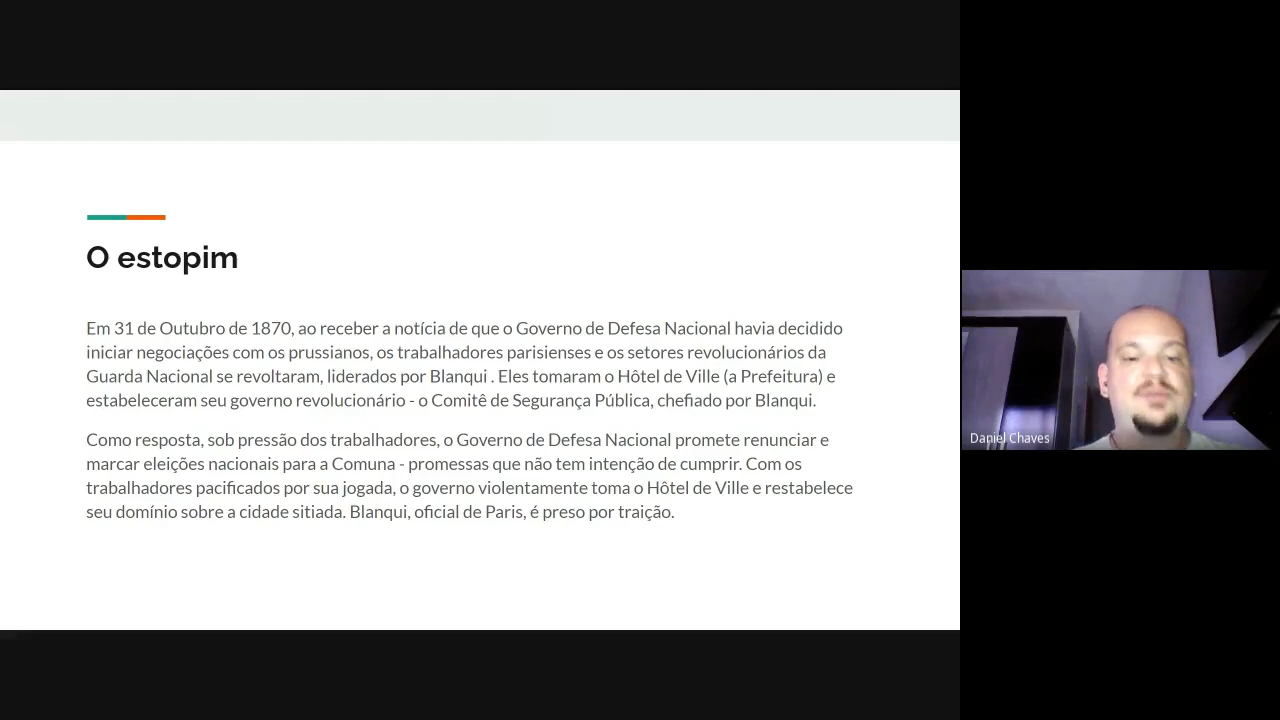 O estopim
Em 31 de Outubro de 1870, ao receber a notícia de que o Governo de Defesa Nacional havia decidido
iniciar negociações com os prussianos, os trabalhadores parisienses e os setores revolucionários da
Guarda Nacional se revoltaram, liderados por Blanqui . Eles tomaram o Hôtel de Ville (a Prefeitura) e
estabeleceram seu governo revolucionário - o Comitê de Segurança Pública, chefiado por Blanqui.
Como resposta, sob pressão dos trabalhadores, o Governo de Defesa Nacional promete renunciar e
marcar eleições nacionais para a Comuna - promessas que não tem intenção de cumprir. Com os
trabalhadores pacificados por sua jogada, o governo violentamente toma o Hôtel de Ville e restabelece
seu domínio sobre a cidade sitiada. Blanqui, oficial de Paris, é preso por traição.
Daniel Chaves